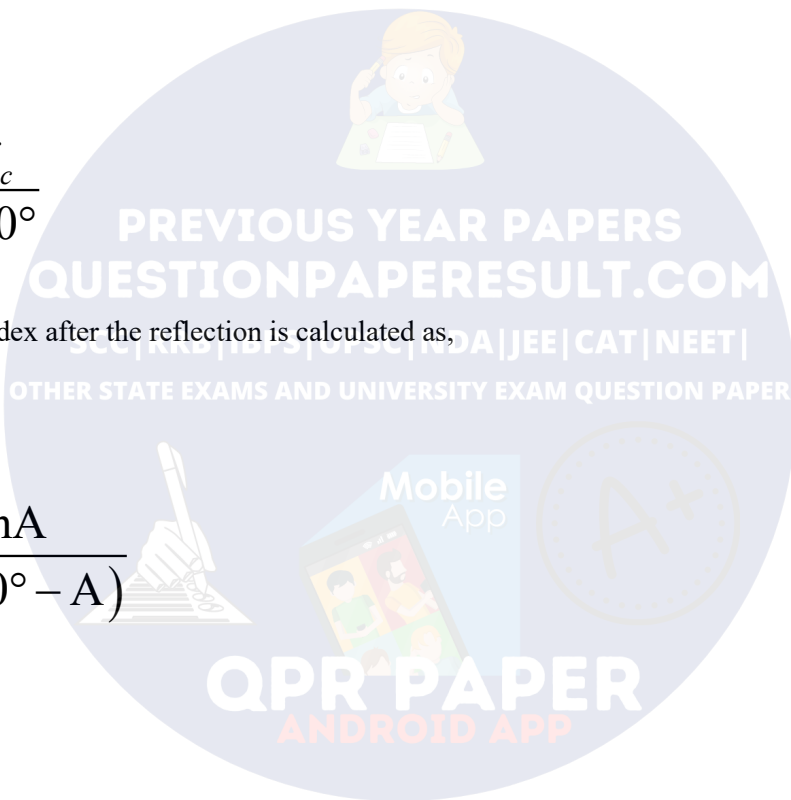 c
0°
PREVIOUS YEAR PAPERS
QUESTIONPAPERESULT.COM
dex after the reflection is calculated as,
SCC|RRB|IBPS|UPSC|NDA|JEE|CAT|NEET|
OTHER STATE EXAMS AND UNIVERSITY EXAM QUESTION PAPER
Mobile
App
A+
nA
0° – A)
QPR PAPER
ANDROID APP